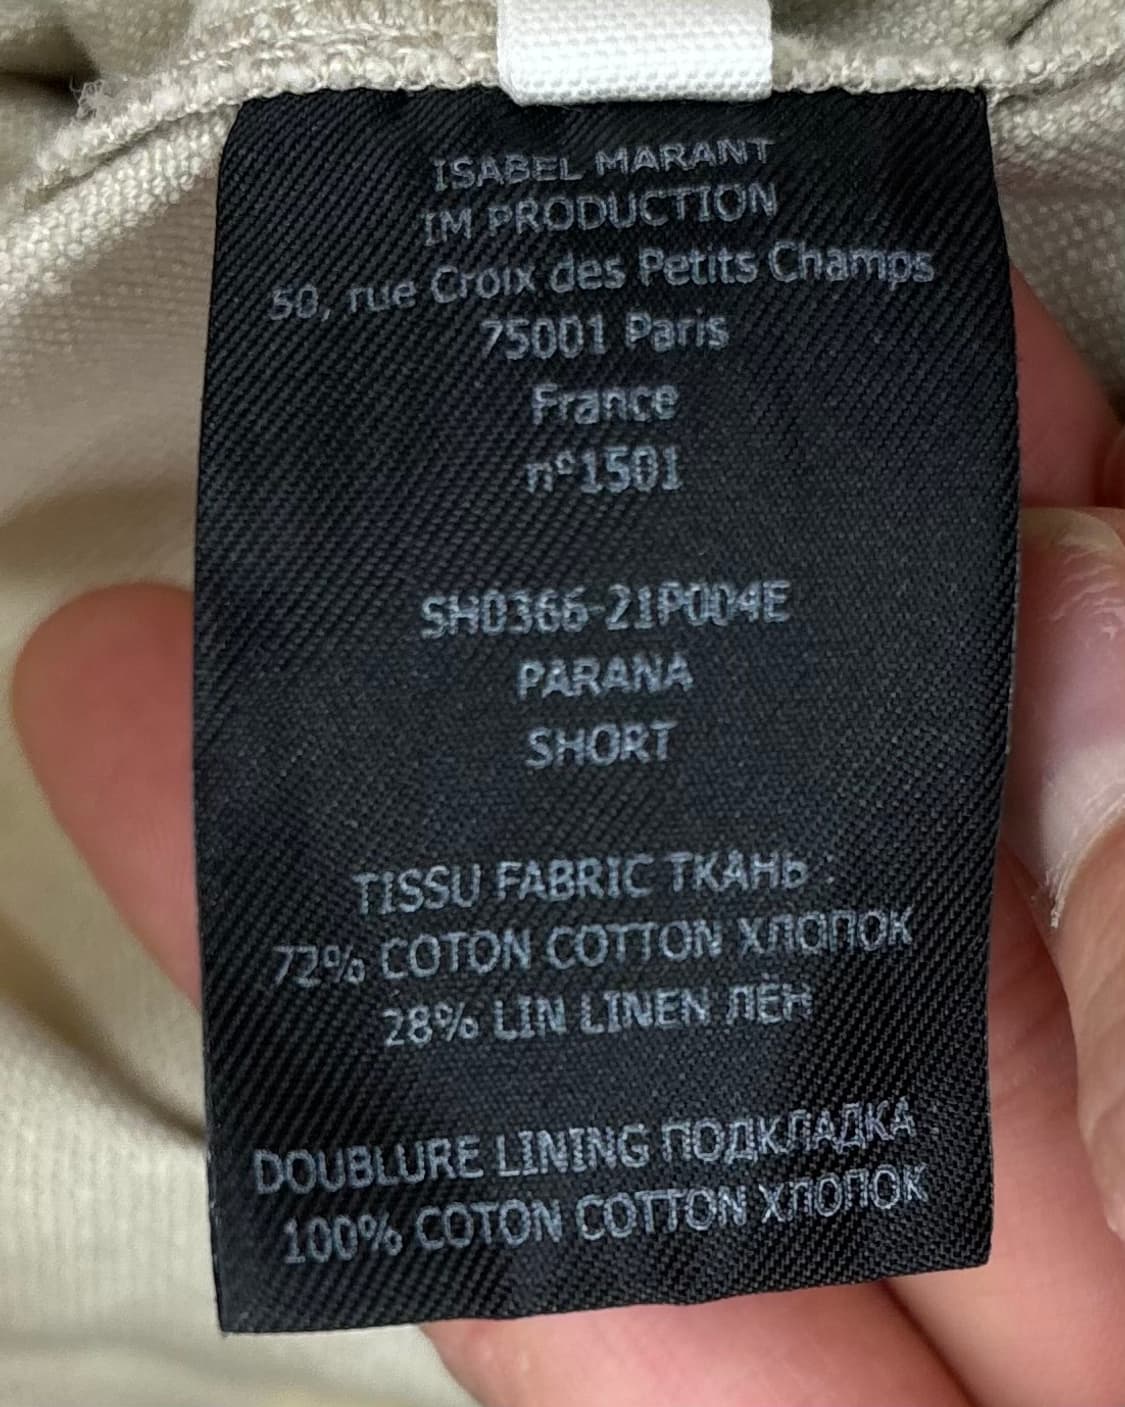 ISABEL MARANT
IM PRODUCTION
50, rue Croix des Petits Champs
75001 Paris
France
n°1501
SH0366-21P004E
PARANA
SHORT
TISSU FABRIC ТКАНЬ :
72% COTON COTTON ХЛОПОК
28% LIN LINEN ЛЁН
DOUBLURE LINING ПОДКЛАДКА
100% COTON COTTON ХЛОПОК